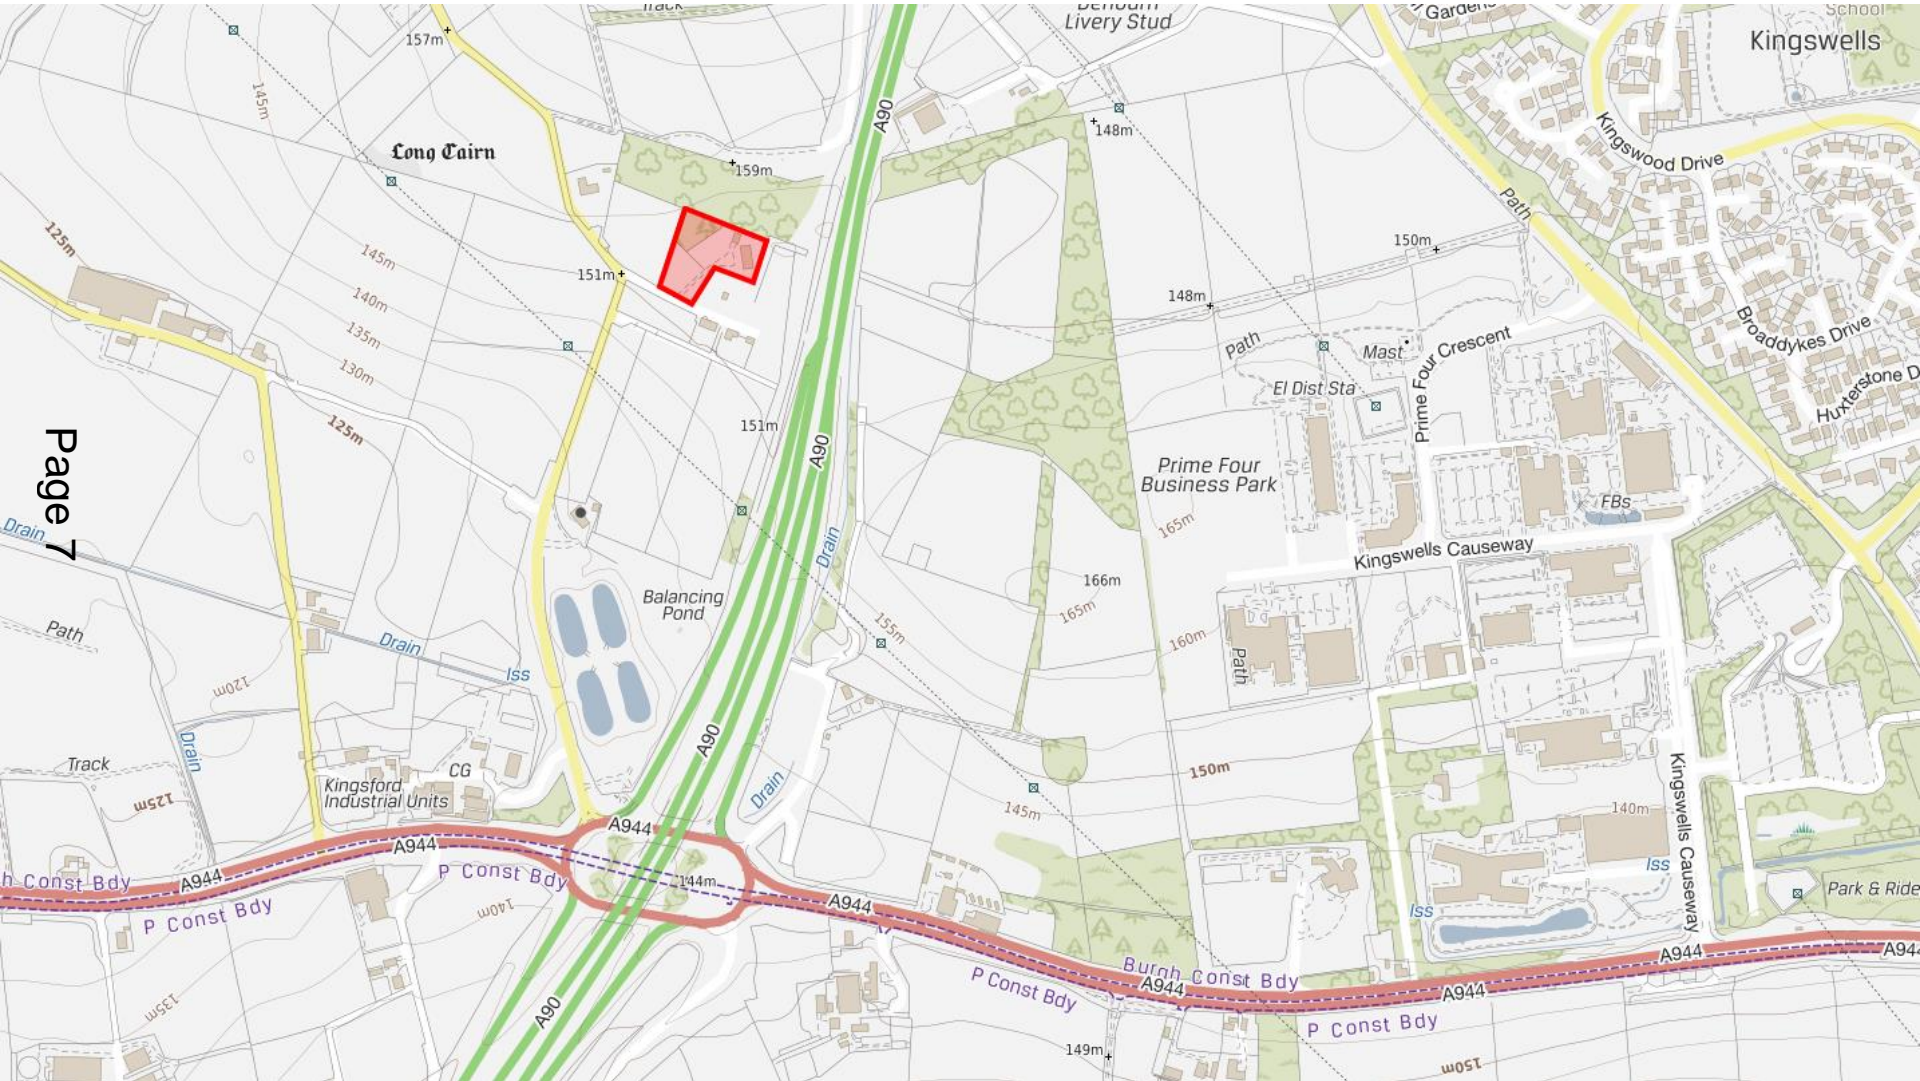 Track
Track
Denburn
Livery Stud
Gardens
School
Kingswells
157m
145m
A90
148m
Kingswood Drive
Long Cairn
159m
Path
125m
145m
151m
150m
140m
148m
135m
Path
Mast
Prime Four Crescent
Broaddykes Drive
130m
El Dist Sta
Huxterstone D
125m
151m
A90
Prime Four
Business Park
165m
FBs
Page 7
Drain
Drain
Kingswells Causeway
166m
Balancing
Pond
165m
155m
160m
Path
Path
Drain
Iss
120m
Drain
A90
Track
CG
150m
Kingsford
Industrial Units
125m
Drain
145m
140m
Kingswells Causeway
A944
A944
Iss
h Const Bdy
A944
P Const Bdy
144m
A944
Park & Ride
P Const Bdy
140m
Iss
A944
A944
Burgh Const Bdy
P Const Bdy
A944
A944
135m
A90
P Const Bdy
149m
150m